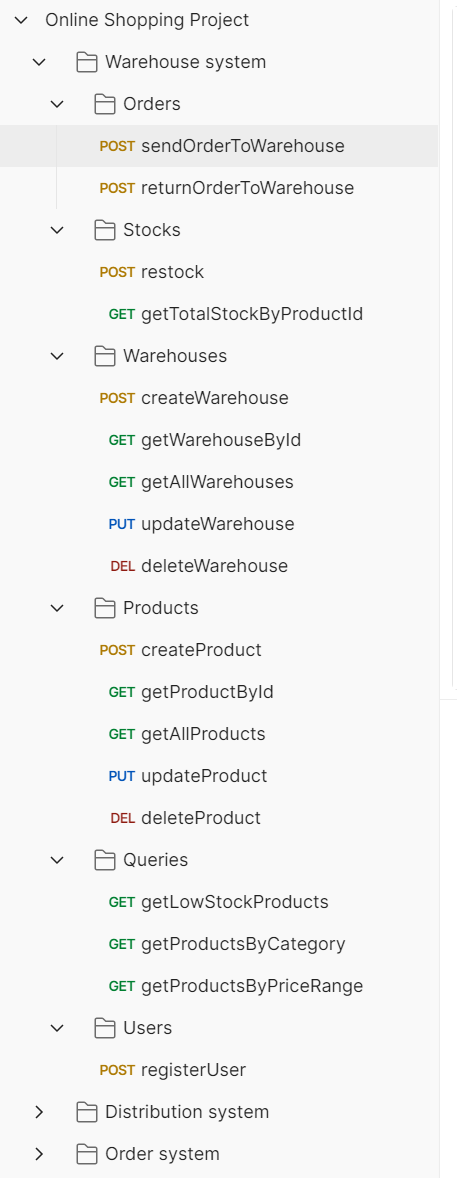 Online Shopping Project
Warehouse system
Orders
POST sendOrderToWarehouse
POST returnOrderToWarehouse
Stocks
POST restock
GET getTotalStockByProductId
Warehouses
POST createWarehouse
GET getWarehouseById
GET getAllWarehouses
PUT updateWarehouse
DEL deleteWarehouse
Products
POST createProduct
GET getProductById
GET getAllProducts
PUT updateProduct
DEL deleteProduct
Queries
GET getLowStockProducts
GET getProductsByCategory
GET getProductsByPriceRange
Users
POST registerUser
Distribution system
Order system